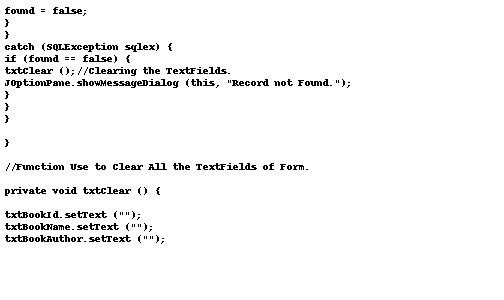 found = false;
}
}
catch (SQLException sqlex) {
if (found == false) {
txtClear ();//Clearing the TextFields.
JOptionPane.showMessageDialog (this, "Record not Found.");
}
}
}
}
//Function Use to Clear All the TextFields of Form.
private void txtClear () {
txtBookId.setText ("");
txtBookName.setText ("");
txtBookAuthor.setText ("");